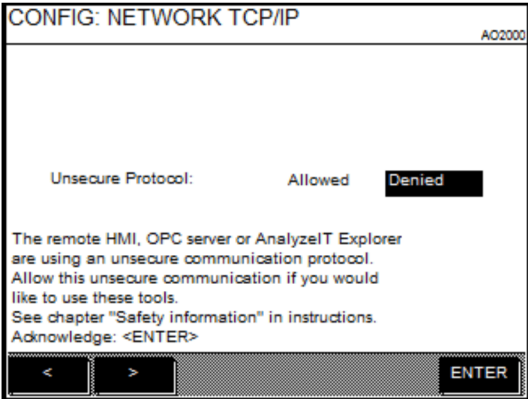 CONFIG: NETWORK TCP/IP
AO2000
Unsecure Protocol: Allowed Denied
The remote HMI, OPC server or AnalyzeIT Explorer
are using an unsecure communication protocol.
Allow this unsecure communication if you would
like to use these tools.
See chapter "Safety information" in instructions.
Acknowledge: <ENTER>
< > ENTER